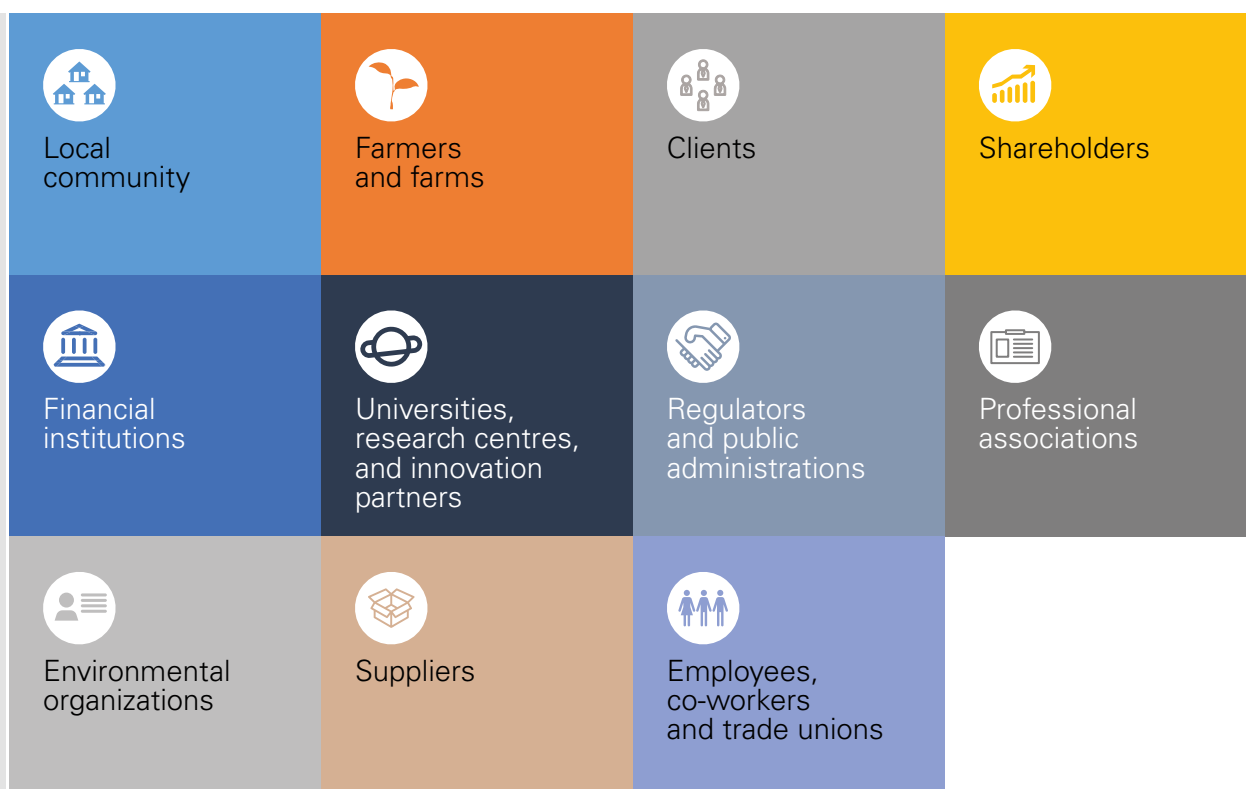 Local
community
Farmers
and farms
Clients
Shareholders
Financial
institutions
Universities,
research centres,
and innovation
partners
Regulators
and public
administrations
Professional
associations
Environmental
organizations
Suppliers
Employees,
co-workers
and trade unions